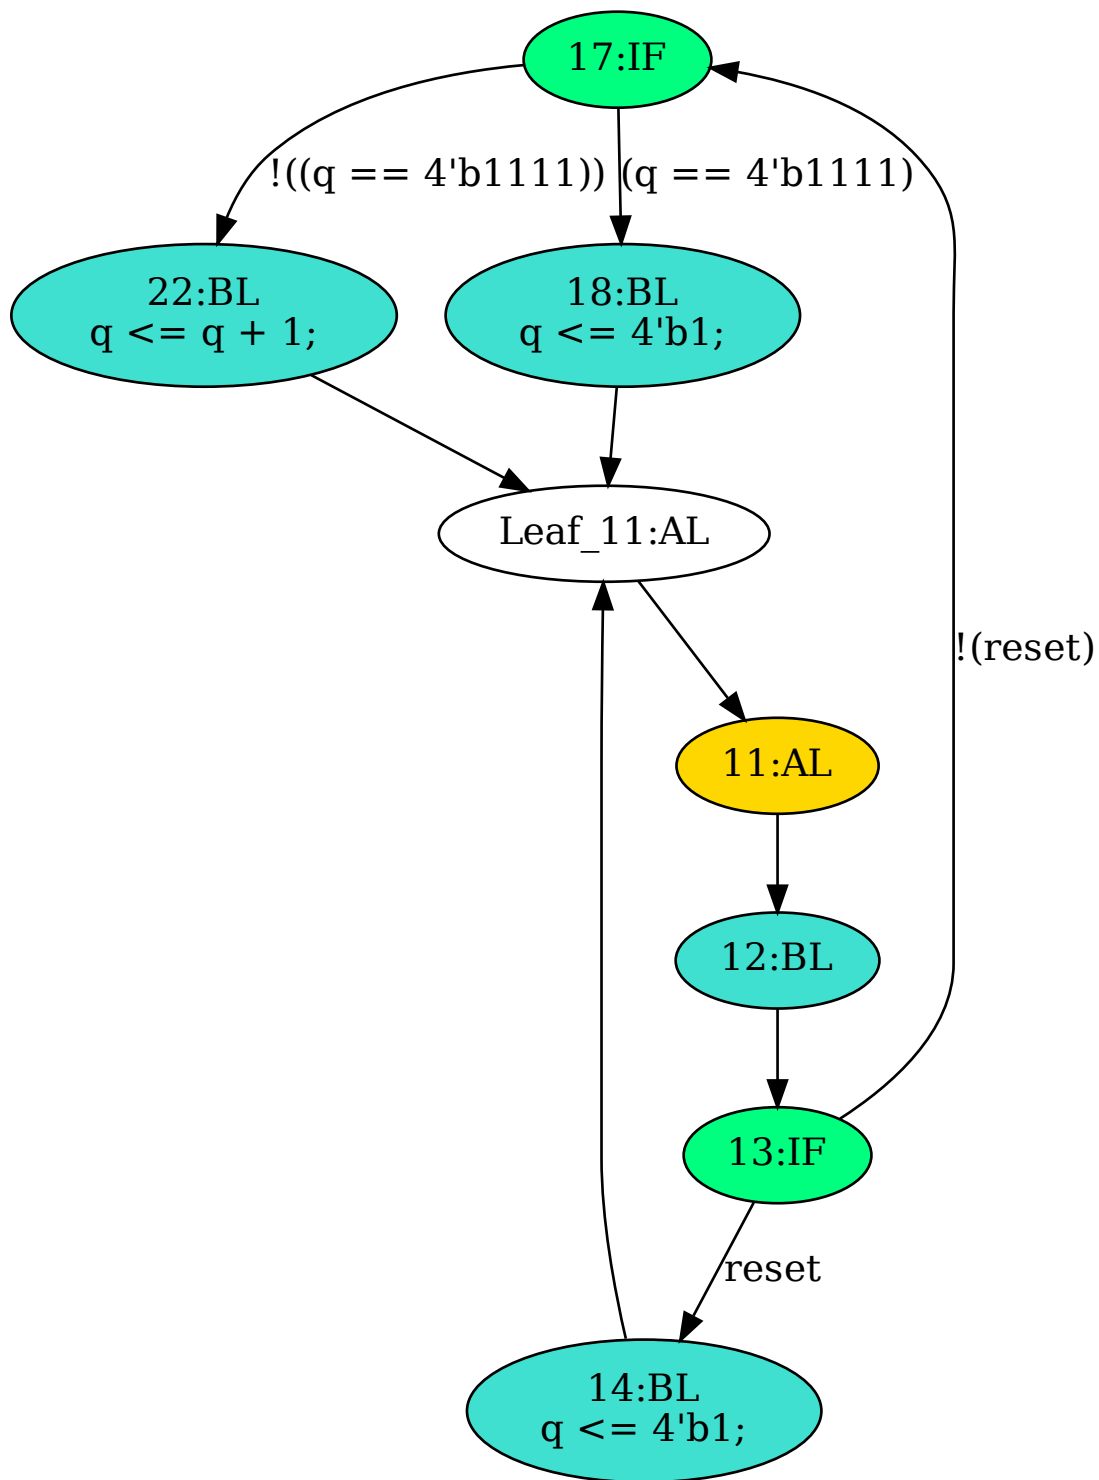 17:IF
!((q == 4'b1111))
(q == 4'b1111)
22:BL
q <= q + 1;
18:BL
q <= 4'b1;
Leaf_11:AL
!(reset)
11:AL
12:BL
13:IF
reset
14:BL
q <= 4'b1;